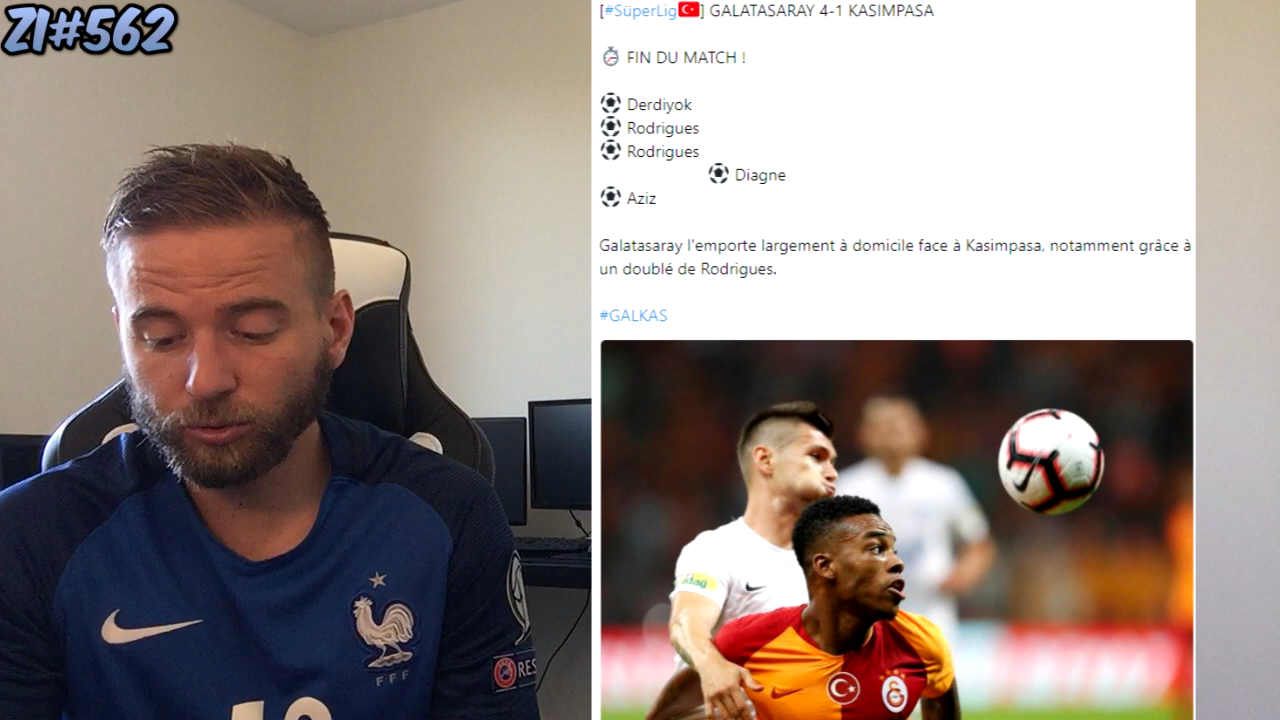 ZI#562
[#SüperLig🇹🇷] GALATASARAY 4-1 KASIMPASA
FIN DU MATCH !
Derdiyok
Rodrigues
Rodrigues
Diagne
Aziz
Galatasaray l'emporte largement à domicile face à Kasimpasa, notamment grâce à
un doublé de Rodrigues.
#GALKAS
FFF
RES